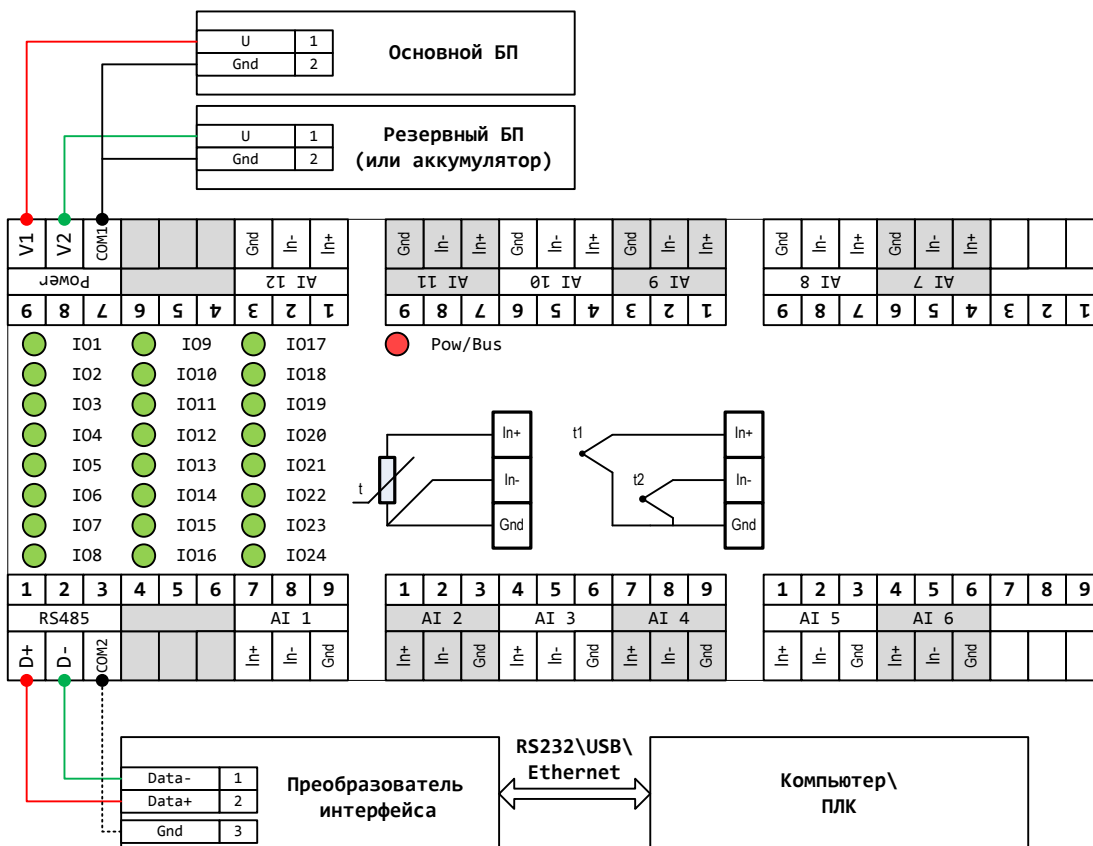 U 1
Gnd 2
Основной БП
U 1
Gnd 2
Резервный БП
(или аккумулятор)
V1 V2 COM1 Gnd In- In+ Gnd In- In+ Gnd In- In+ Gnd In- In+ Gnd In- In+ Gnd In- In+
Power AI 12 AI 11 AI 10 AI 9 AI 8 AI 7
9 8 7 6 5 4 3 2 1 9 8 7 6 5 4 3 2 1 9 8 7 6 5 4 3 2 1
IO1 IO9 IO17 Pow/Bus
IO2 IO10 IO18
IO3 IO11 IO19
IO4 IO12 IO20
IO5 IO13 IO21
IO6 IO14 IO22
IO7 IO15 IO23
IO8 IO16 IO24
t
In+
In-
Gnd
t1
t2
In+
In-
Gnd
1 2 3 4 5 6 7 8 9 1 2 3 4 5 6 7 8 9 1 2 3 4 5 6 7 8 9
RS485 AI 1 AI 2 AI 3 AI 4 AI 5 AI 6
D+ D- COM2 In+ In- Gnd In+ In- Gnd In+ In- Gnd In+ In- Gnd In+ In- Gnd In+ In- Gnd
Data- 1
Data+ 2
Gnd 3
Преобразователь
интерфейса
RS232\USB\
Ethernet
Компьютер\
ПЛК